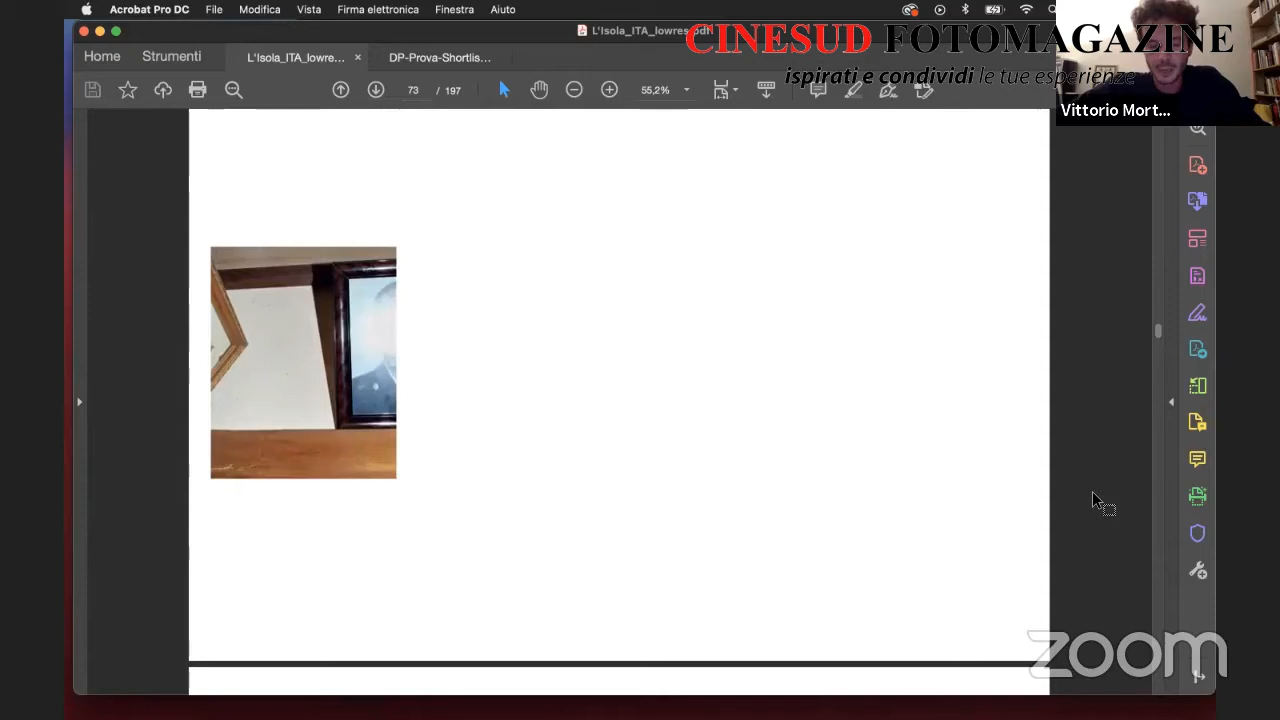 Acrobat Pro DC File Modifica Vista Firma elettronica Finestra Aiuto
L'Isola_ITA_lowres.pdf
CINESUD FOTOMAGAZINE
ispirati e condividi le tue esperienze
Home Strumenti L'Isola_ITA_lowre... × DP-Prova-Shortlis...
73 / 197 55,2%
Vittorio Mort...
zoom